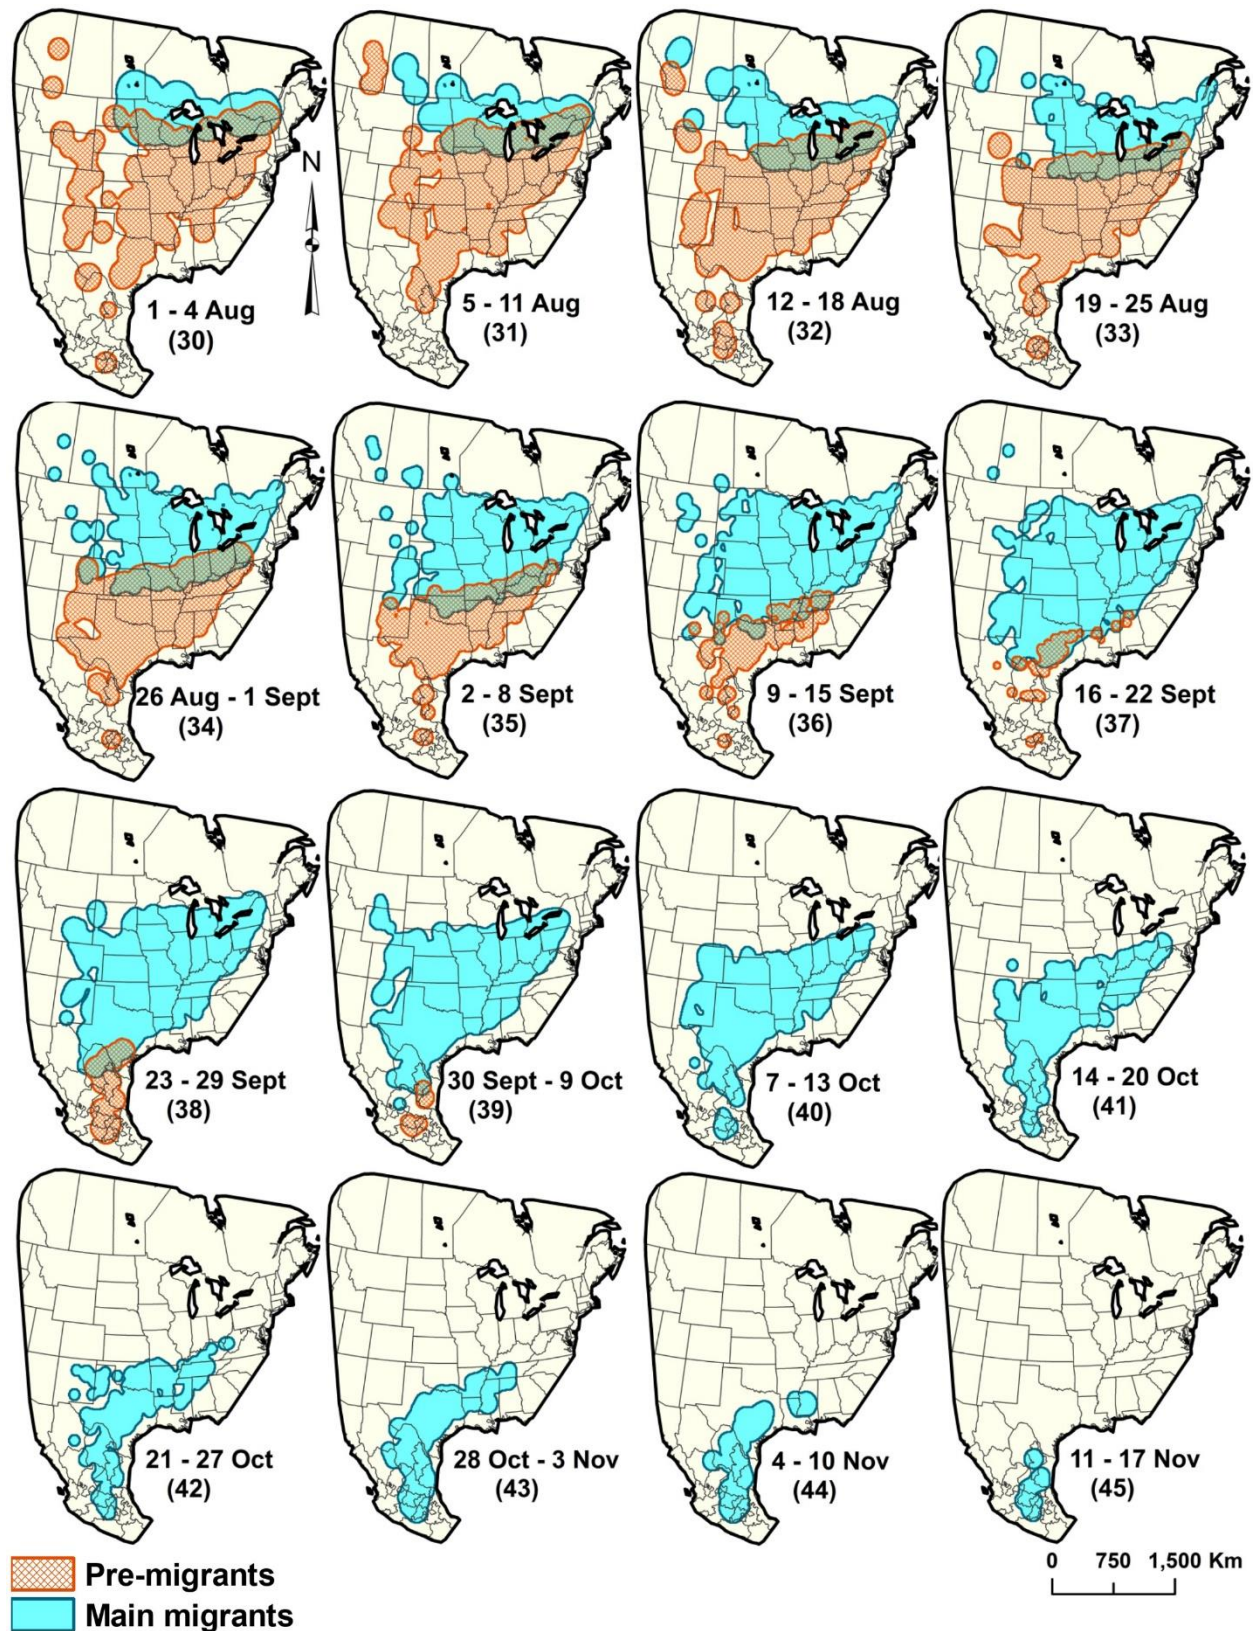 N
1 - 4 Aug
(30)
5 - 11 Aug
(31)
12 - 18 Aug
(32)
19 - 25 Aug
(33)
26 Aug - 1 Sept
(34)
2 - 8 Sept
(35)
9 - 15 Sept
(36)
16 - 22 Sept
(37)
23 - 29 Sept
(38)
30 Sept - 9 Oct
(39)
7 - 13 Oct
(40)
14 - 20 Oct
(41)
21 - 27 Oct
(42)
28 Oct - 3 Nov
(43)
4 - 10 Nov
(44)
11 - 17 Nov
(45)
Pre-migrants
Main migrants
0 750 1,500 Km